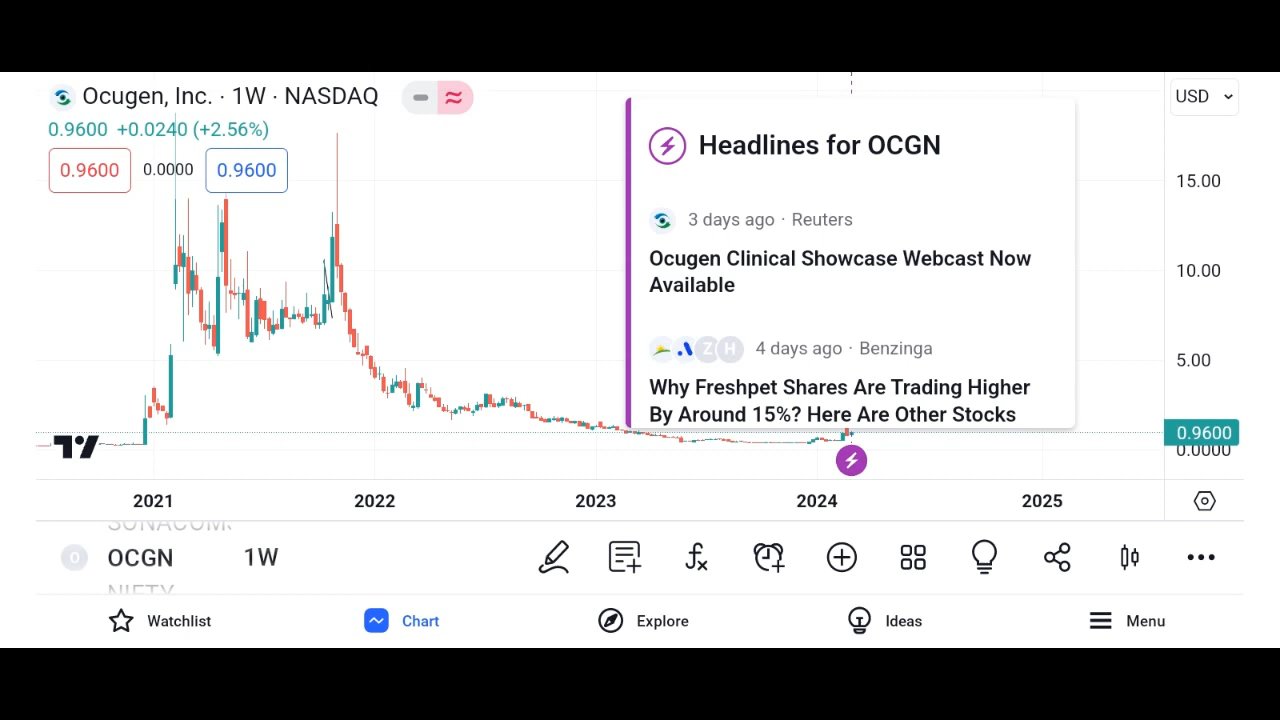 Ocugen, Inc. · 1W · NASDAQ
USD
0.9600 +0.0240 (+2.56%)
0.9600 0.0000 0.9600
Headlines for OCGN
3 days ago · Reuters
Ocugen Clinical Showcase Webcast Now
Available
Z H 4 days ago · Benzinga
Why Freshpet Shares Are Trading Higher
By Around 15%? Here Are Other Stocks
15.00
10.00
5.00
0.9600
0.0000
2021 2022 2023 2024 2025
SONACOMS
O OCGN 1W
NIFTY
Watchlist Chart Explore Ideas Menu